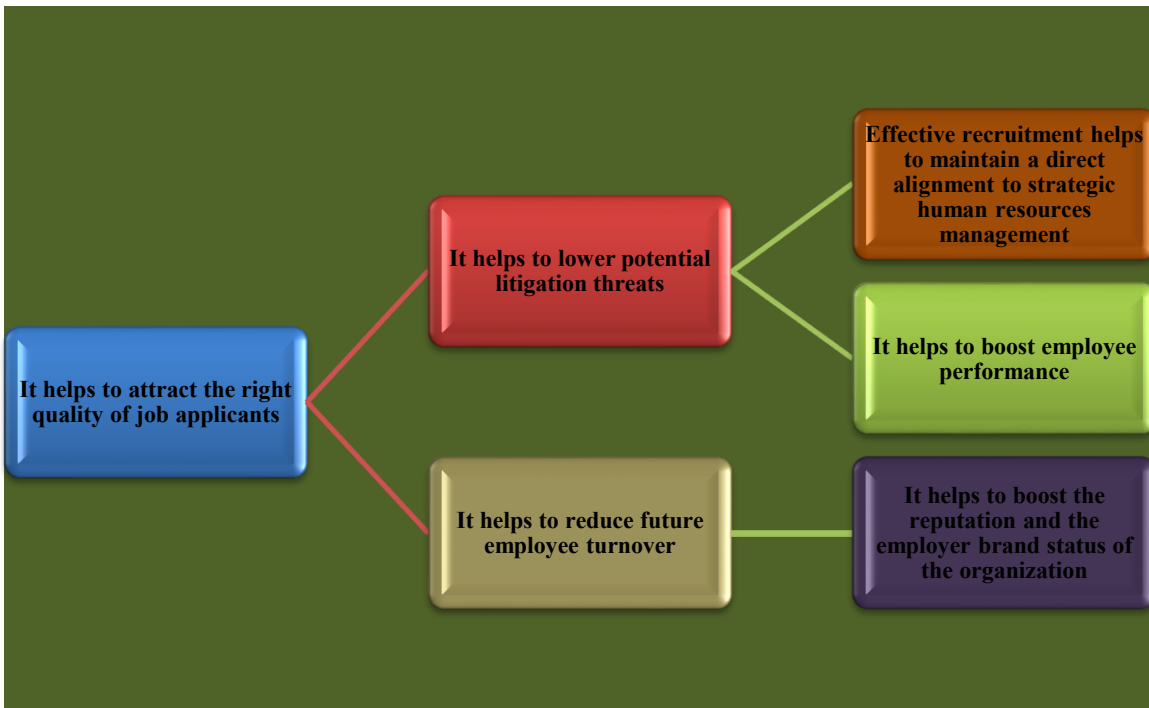 It helps to attract the right
quality of job applicants
It helps to lower potential
litigation threats
It helps to reduce future
employee turnover
Effective recruitment helps
to maintain a direct
alignment to strategic
human resources
management
It helps to boost employee
performance
It helps to boost the
reputation and the
employer brand status of
the organization